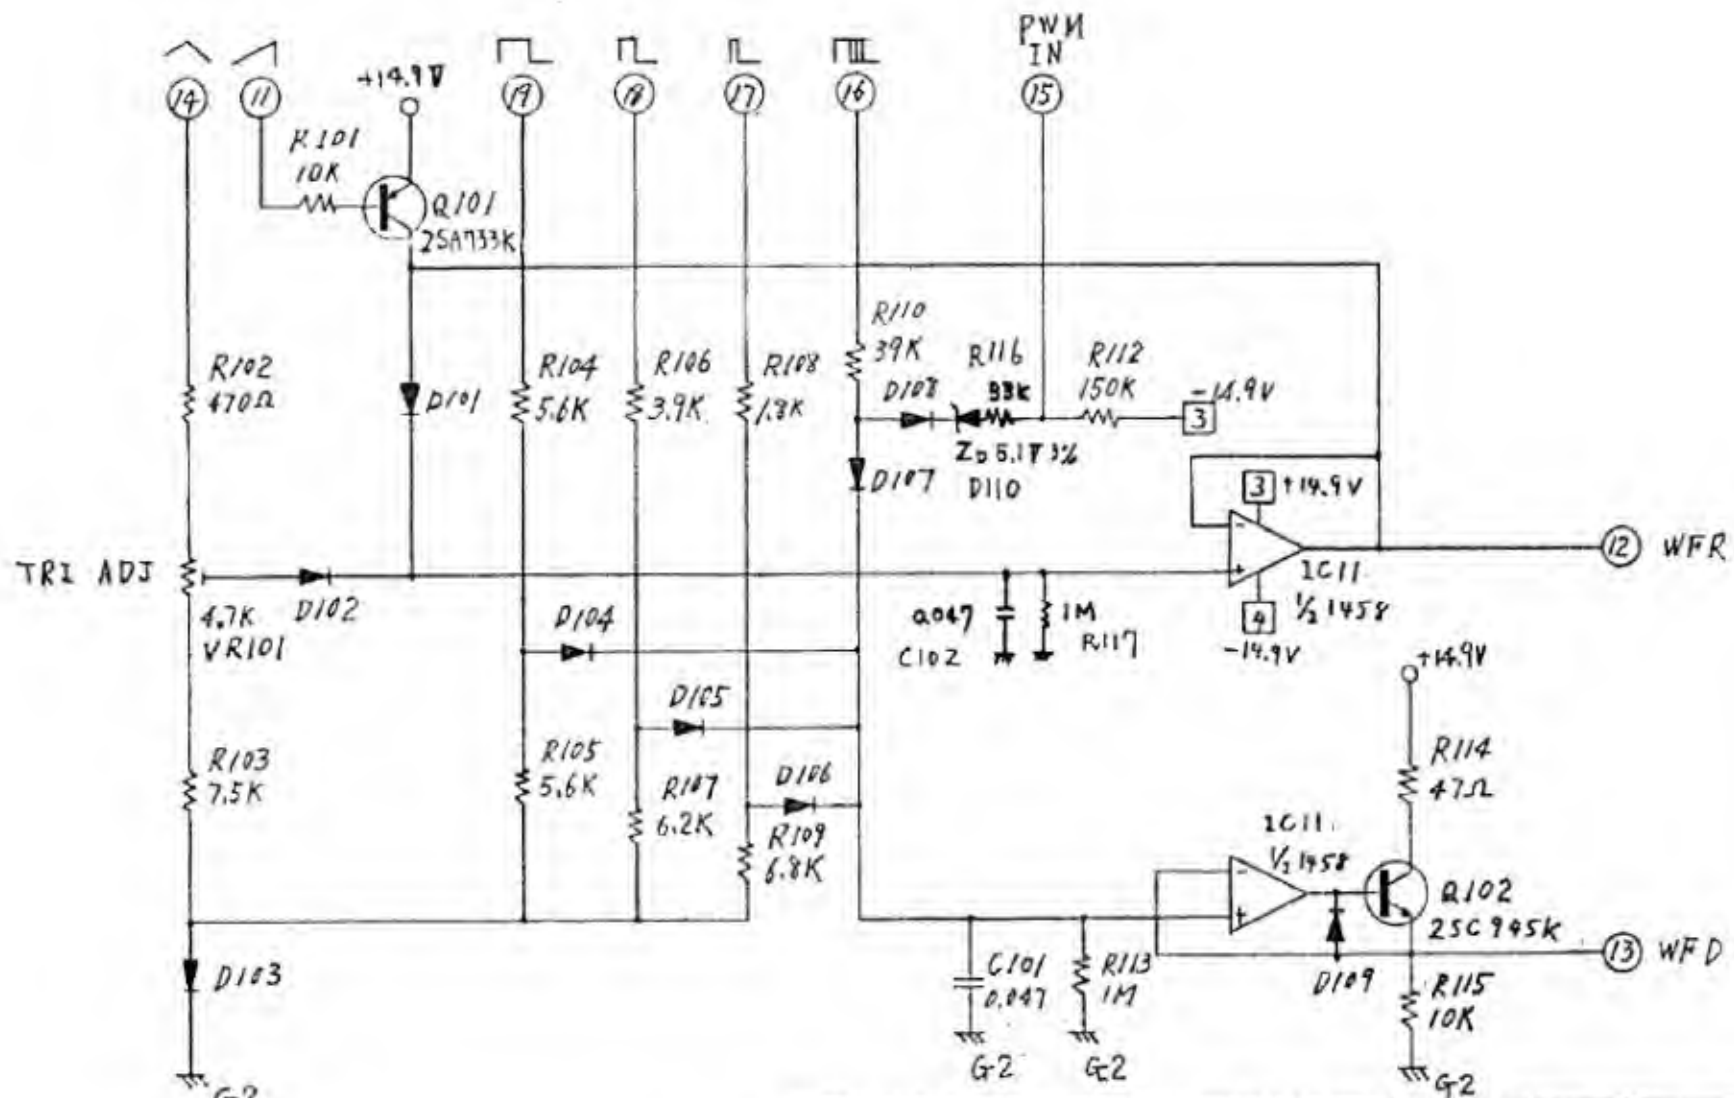 PWM
IN
14
11
+14.9V
19
18
17
16
15
R101
10K
Q101
2SA733K
R102
470Ω
D101
R104
5.6K
R106
3.9K
R108
1.8K
R110
39K
D108
R116
33K
R112
150K
-14.9V
3
ZD 5.1V 3%
D110
D107
3
+14.9V
12 WFR
TRI ADJ
4.7K
VR101
D102
D104
0.047
C102
1M
R117
IC11
½ 1458
4
-14.9V
+14.9V
D105
R103
7.5K
R105
5.6K
R107
6.2K
D106
R109
6.8K
R114
47Ω
IC11
½ 1458
Q102
2SC945K
13 WFD
D103
C101
0.047
R113
1M
D109
R115
10K
G2
G2
G2
G2